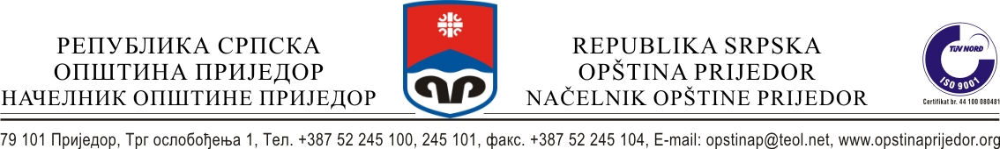 РЕПУБЛИКА СРПСКА
ОПШТИНА ПРИЈЕДОР
НАЧЕЛНИК ОПШТИНЕ ПРИЈЕДОР
REPUBLIKA SRPSKA
OPŠTINA PRIJEDOR
NAČELNIK OPŠTINE PRIJEDOR
TÜV NORD
ISO 9001
Certifikat br. 44 100 080481
79 101 Приједор, Трг ослобођења 1, Тел. +387 52 245 100, 245 101, факс. +387 52 245 104, E-mail: opstinap@teol.net, www.opstinaprijedor.org